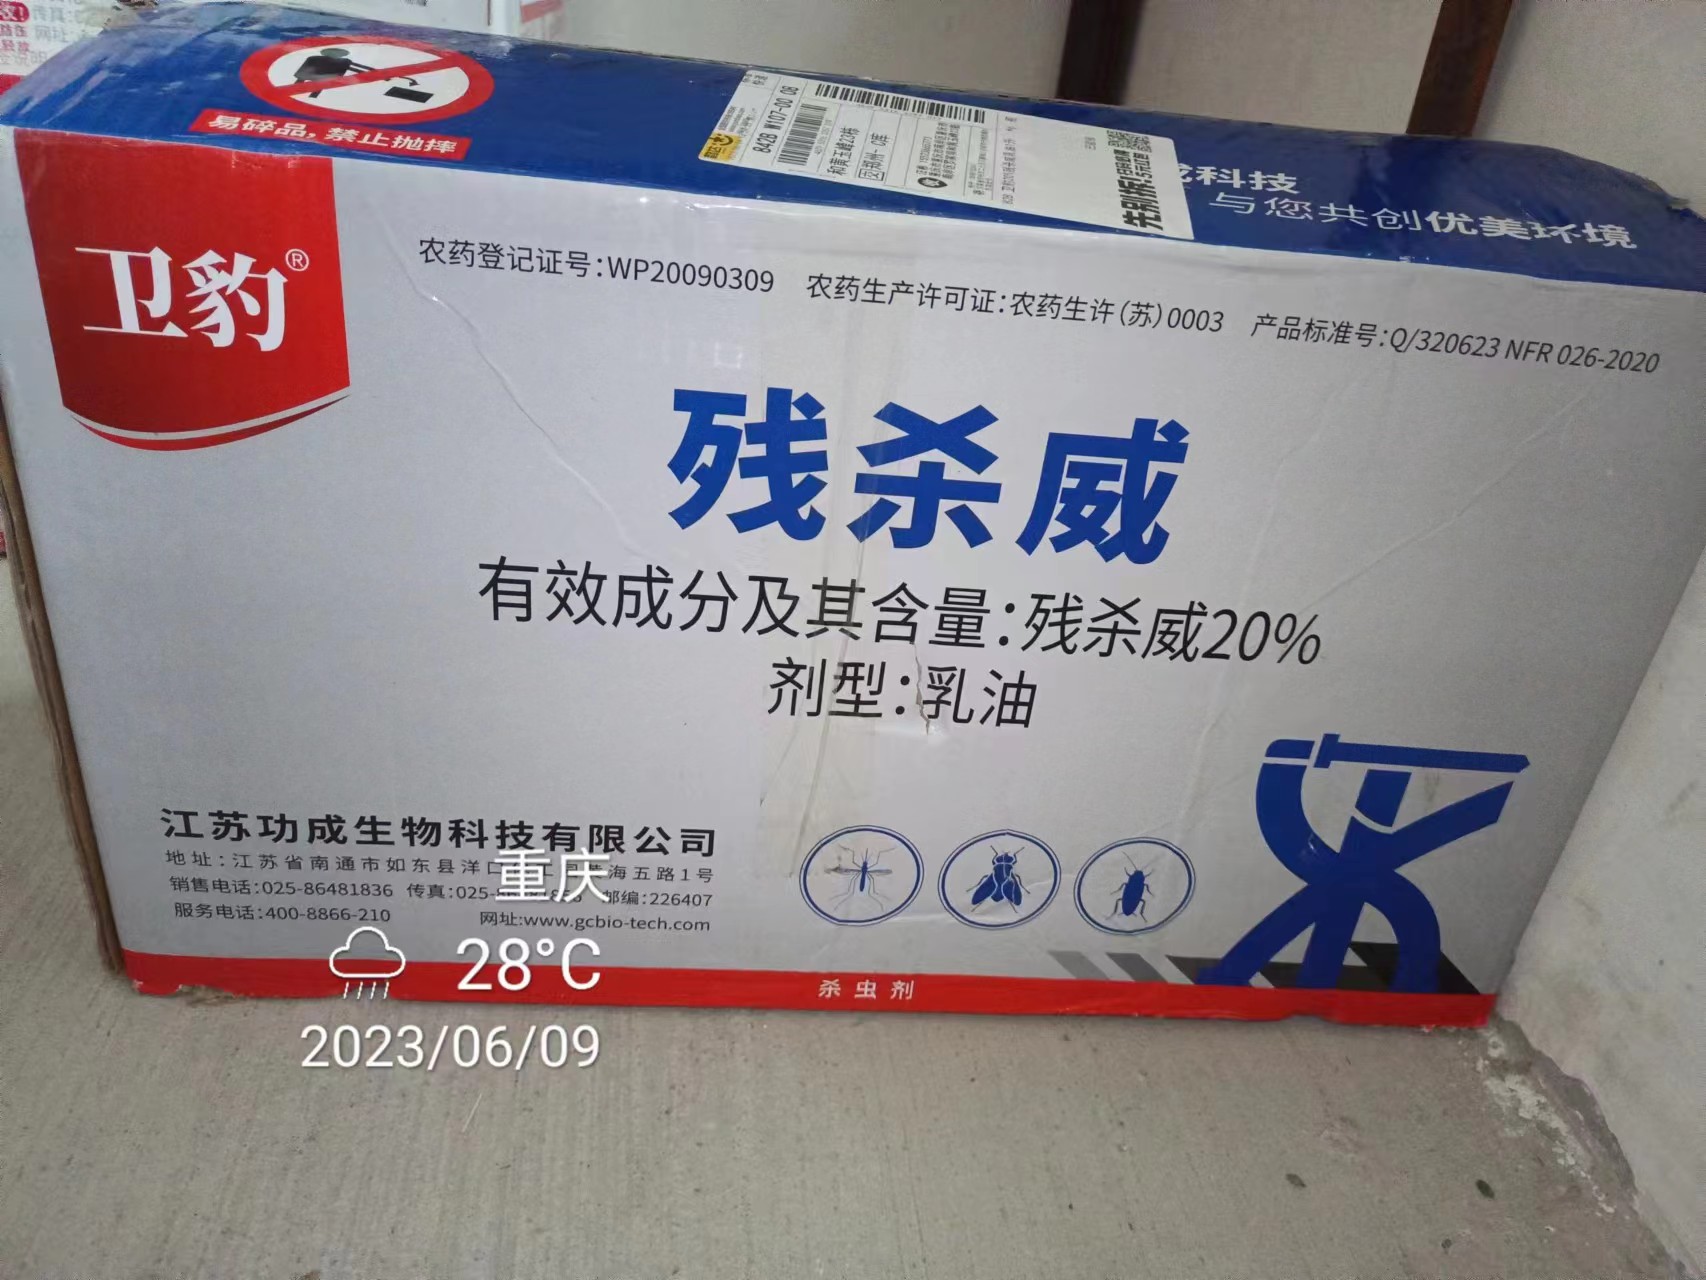 易碎品，禁止抛摔
8428 W107-00 08
科技
与您共创优美环境
卫豹®
农药登记证号：WP20090309 农药生产许可证：农药生许（苏）0003 产品标准号：Q/320623 NFR 026-2020
残杀威
有效成分及其含量：残杀威20%
剂型：乳油
江苏功成生物科技有限公司
地址：江苏省南通市如东县洋口 海五路1号
销售电话：025-86481836 传真：025- 邮编：226407
服务电话：400-8866-210 网址：www.gcbio-tech.com
杀虫剂
重庆
28°C
2023/06/09